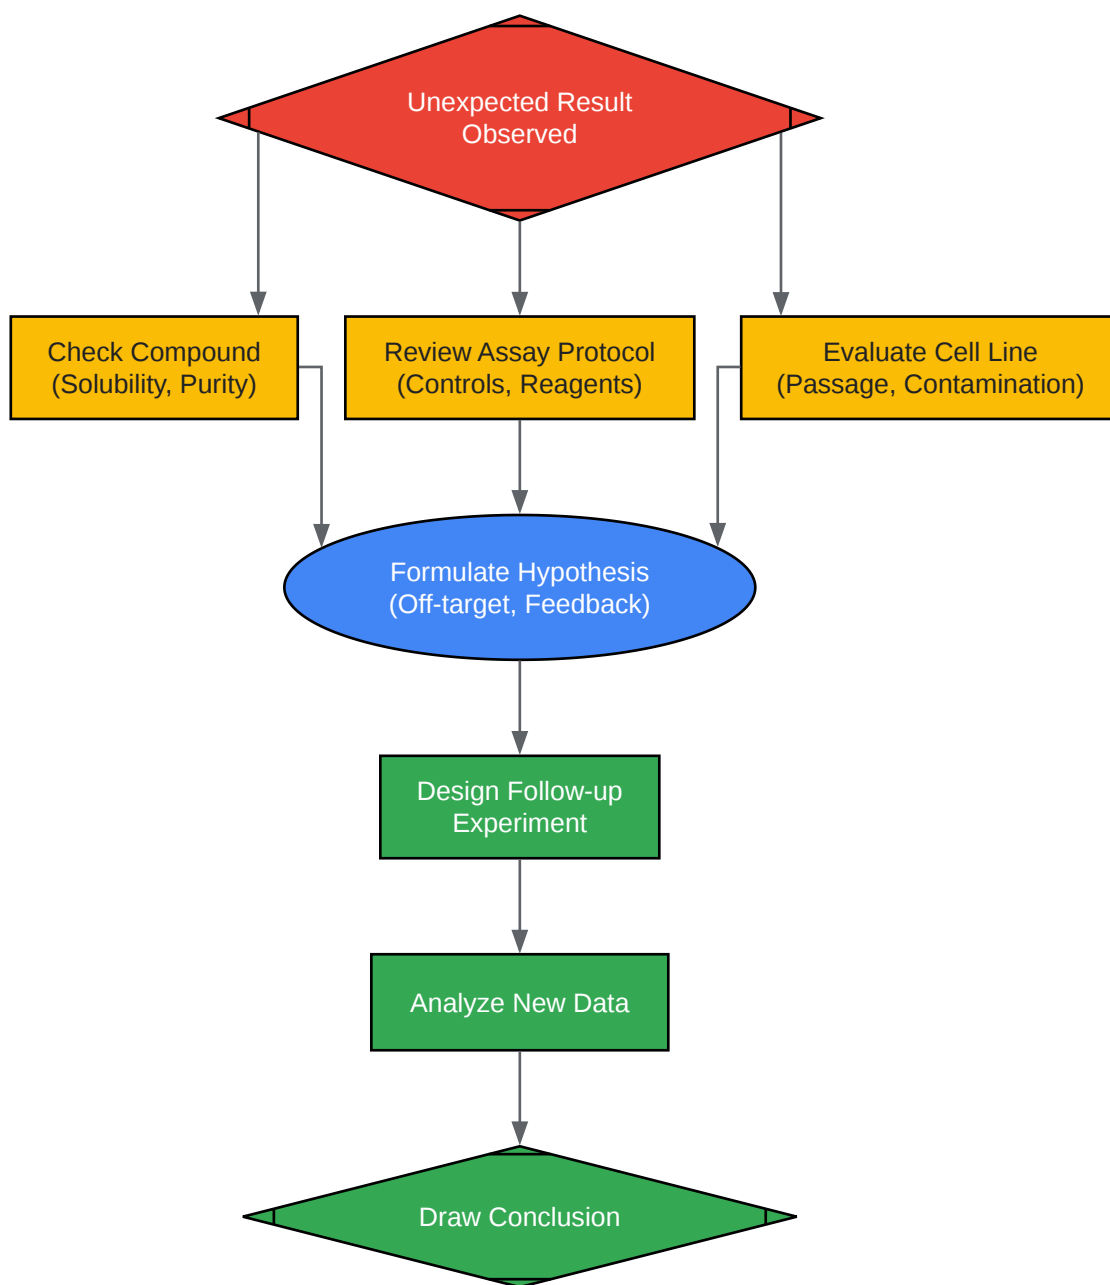 Unexpected Result
Observed
Check Compound
(Solubility, Purity)
Review Assay Protocol
(Controls, Reagents)
Evaluate Cell Line
(Passage, Contamination)
Formulate Hypothesis
(Off-target, Feedback)
Design Follow-up
Experiment
Analyze New Data
Draw Conclusion